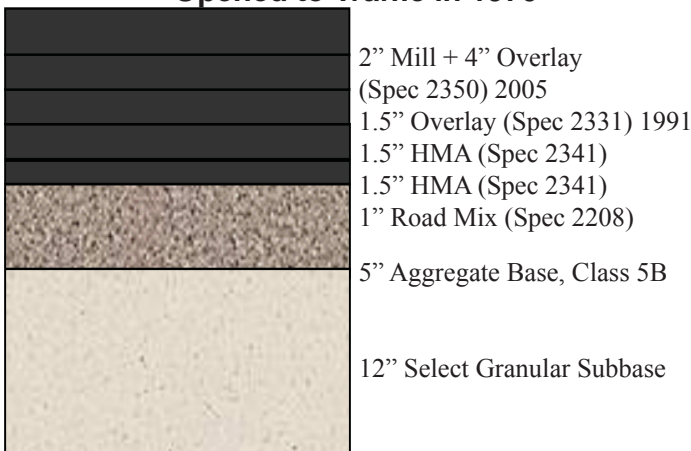 Opened to Traffic in 1970
2” Mill + 4” Overlay
(Spec 2350) 2005
1.5” Overlay (Spec 2331) 1991
1.5” HMA (Spec 2341)
1.5” HMA (Spec 2341)
1” Road Mix (Spec 2208)
5” Aggregate Base, Class 5B
12” Select Granular Subbase